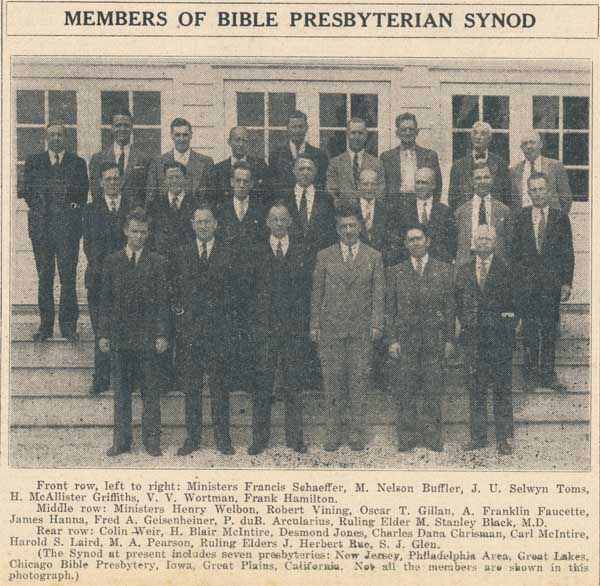 MEMBERS OF BIBLE PRESBYTERIAN SYNOD
Front row, left to right: Ministers Francis Schaeffer, M. Nelson Buffler, J. U. Selwyn Toms,
H. McAllister Griffiths, V. V. Wortman, Frank Hamilton.
Middle row: Ministers Henry Welbon, Robert Vining, Oscar T. Gillan, A. Franklin Faucette,
James Hanna, Fred A. Geisenheiner, P. duB. Arcularius, Ruling Elder M. Stanley Black, M.D.
Rear row: Colin Weir, H. Blair McIntire, Desmond Jones, Charles Dana Chrisman, Carl McIntire,
Harold S. Laird, M. A. Pearson, Ruling Elders J. Herbert Rue, S. J. Glen.
(The Synod at present includes seven presbyteries: New Jersey, Philadelphia Area, Great Lakes,
Chicago Bible Presbytery, Iowa, Great Plains, California. Not all the members are shown in this
photograph.)